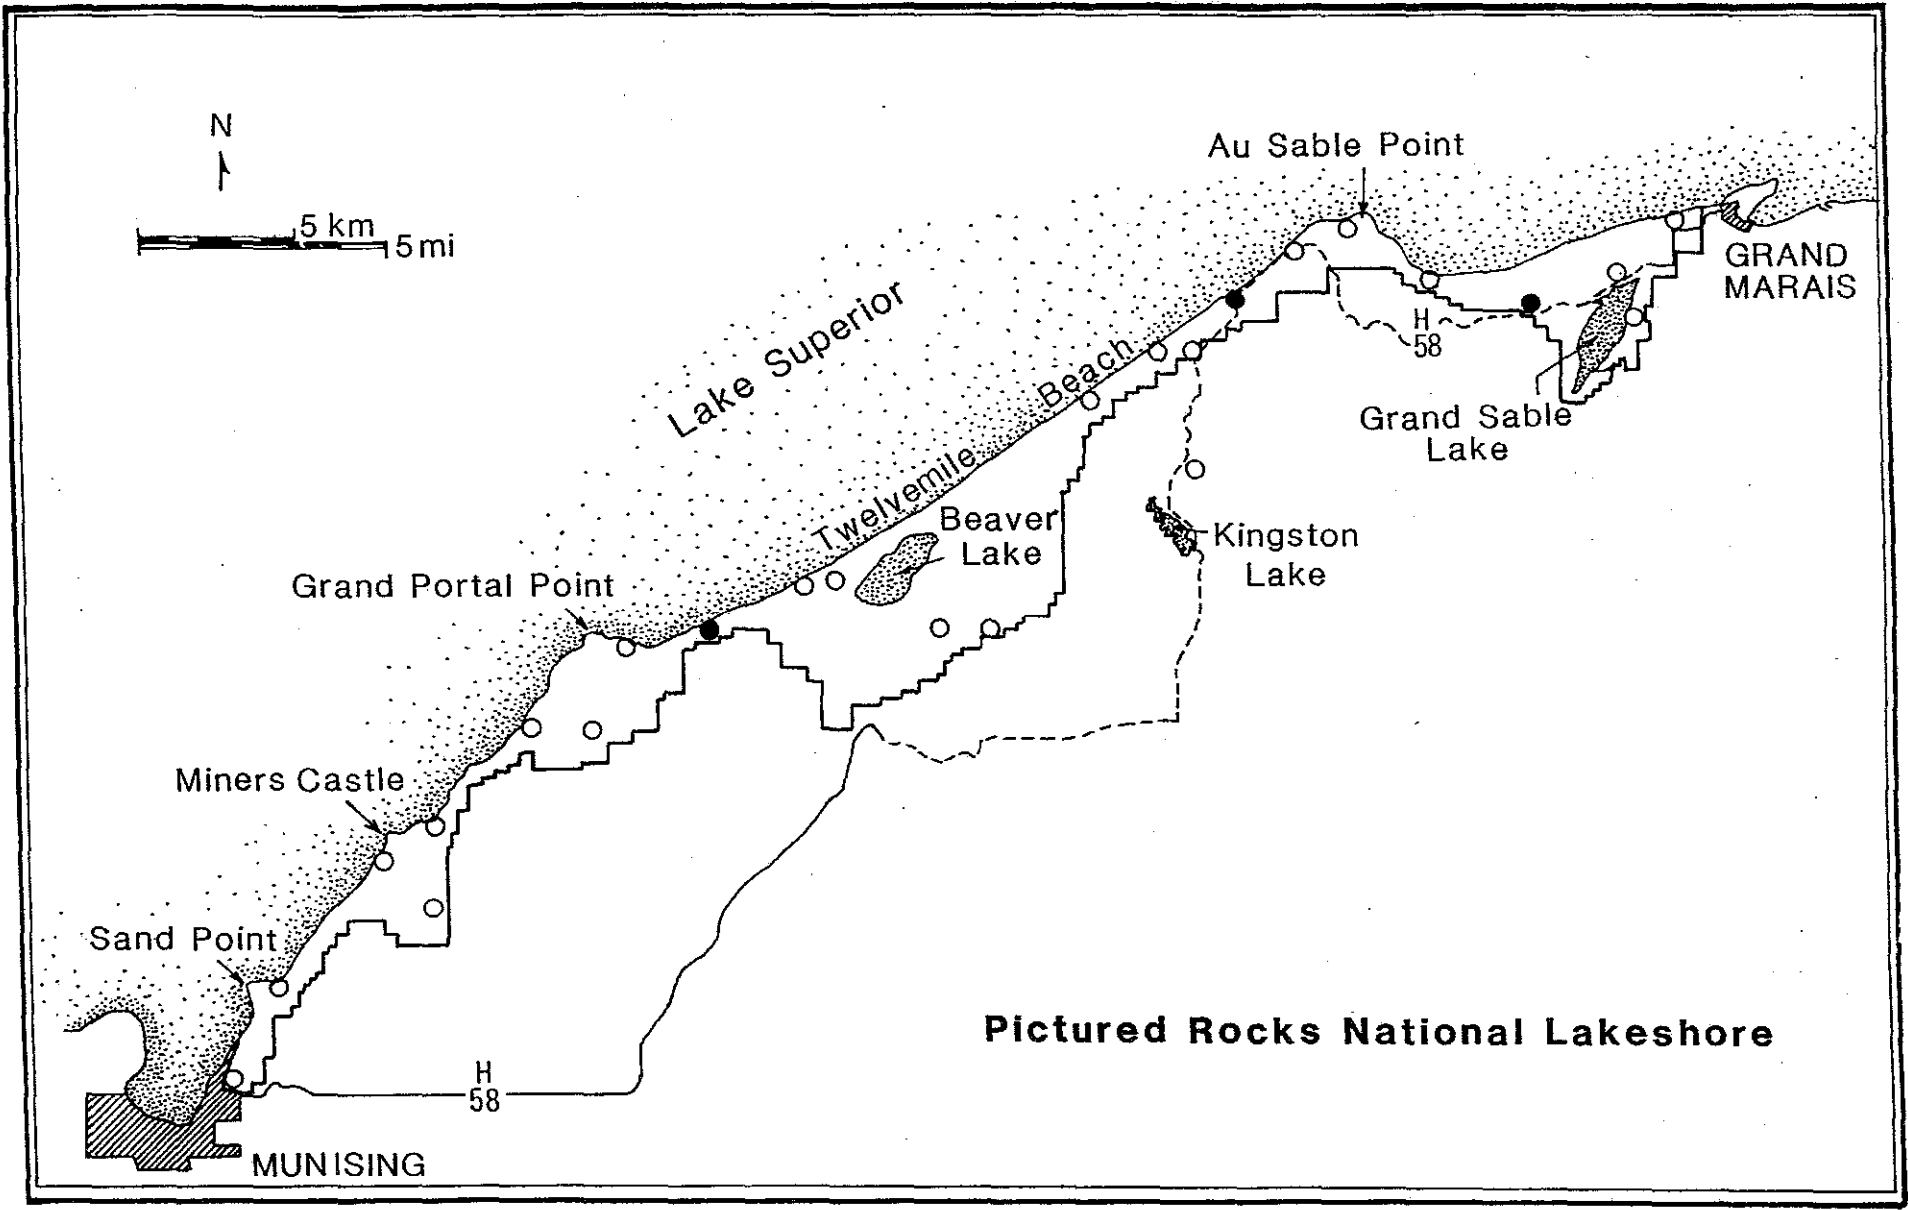 N
5 km
5 mi
Au Sable Point
GRAND
MARAIS
Lake Superior
H
58
Twelvemile Beach
Grand Sable
Lake
Beaver
Lake
Kingston
Lake
Grand Portal Point
Miners Castle
Sand Point
Pictured Rocks National Lakeshore
H
58
MUNISING